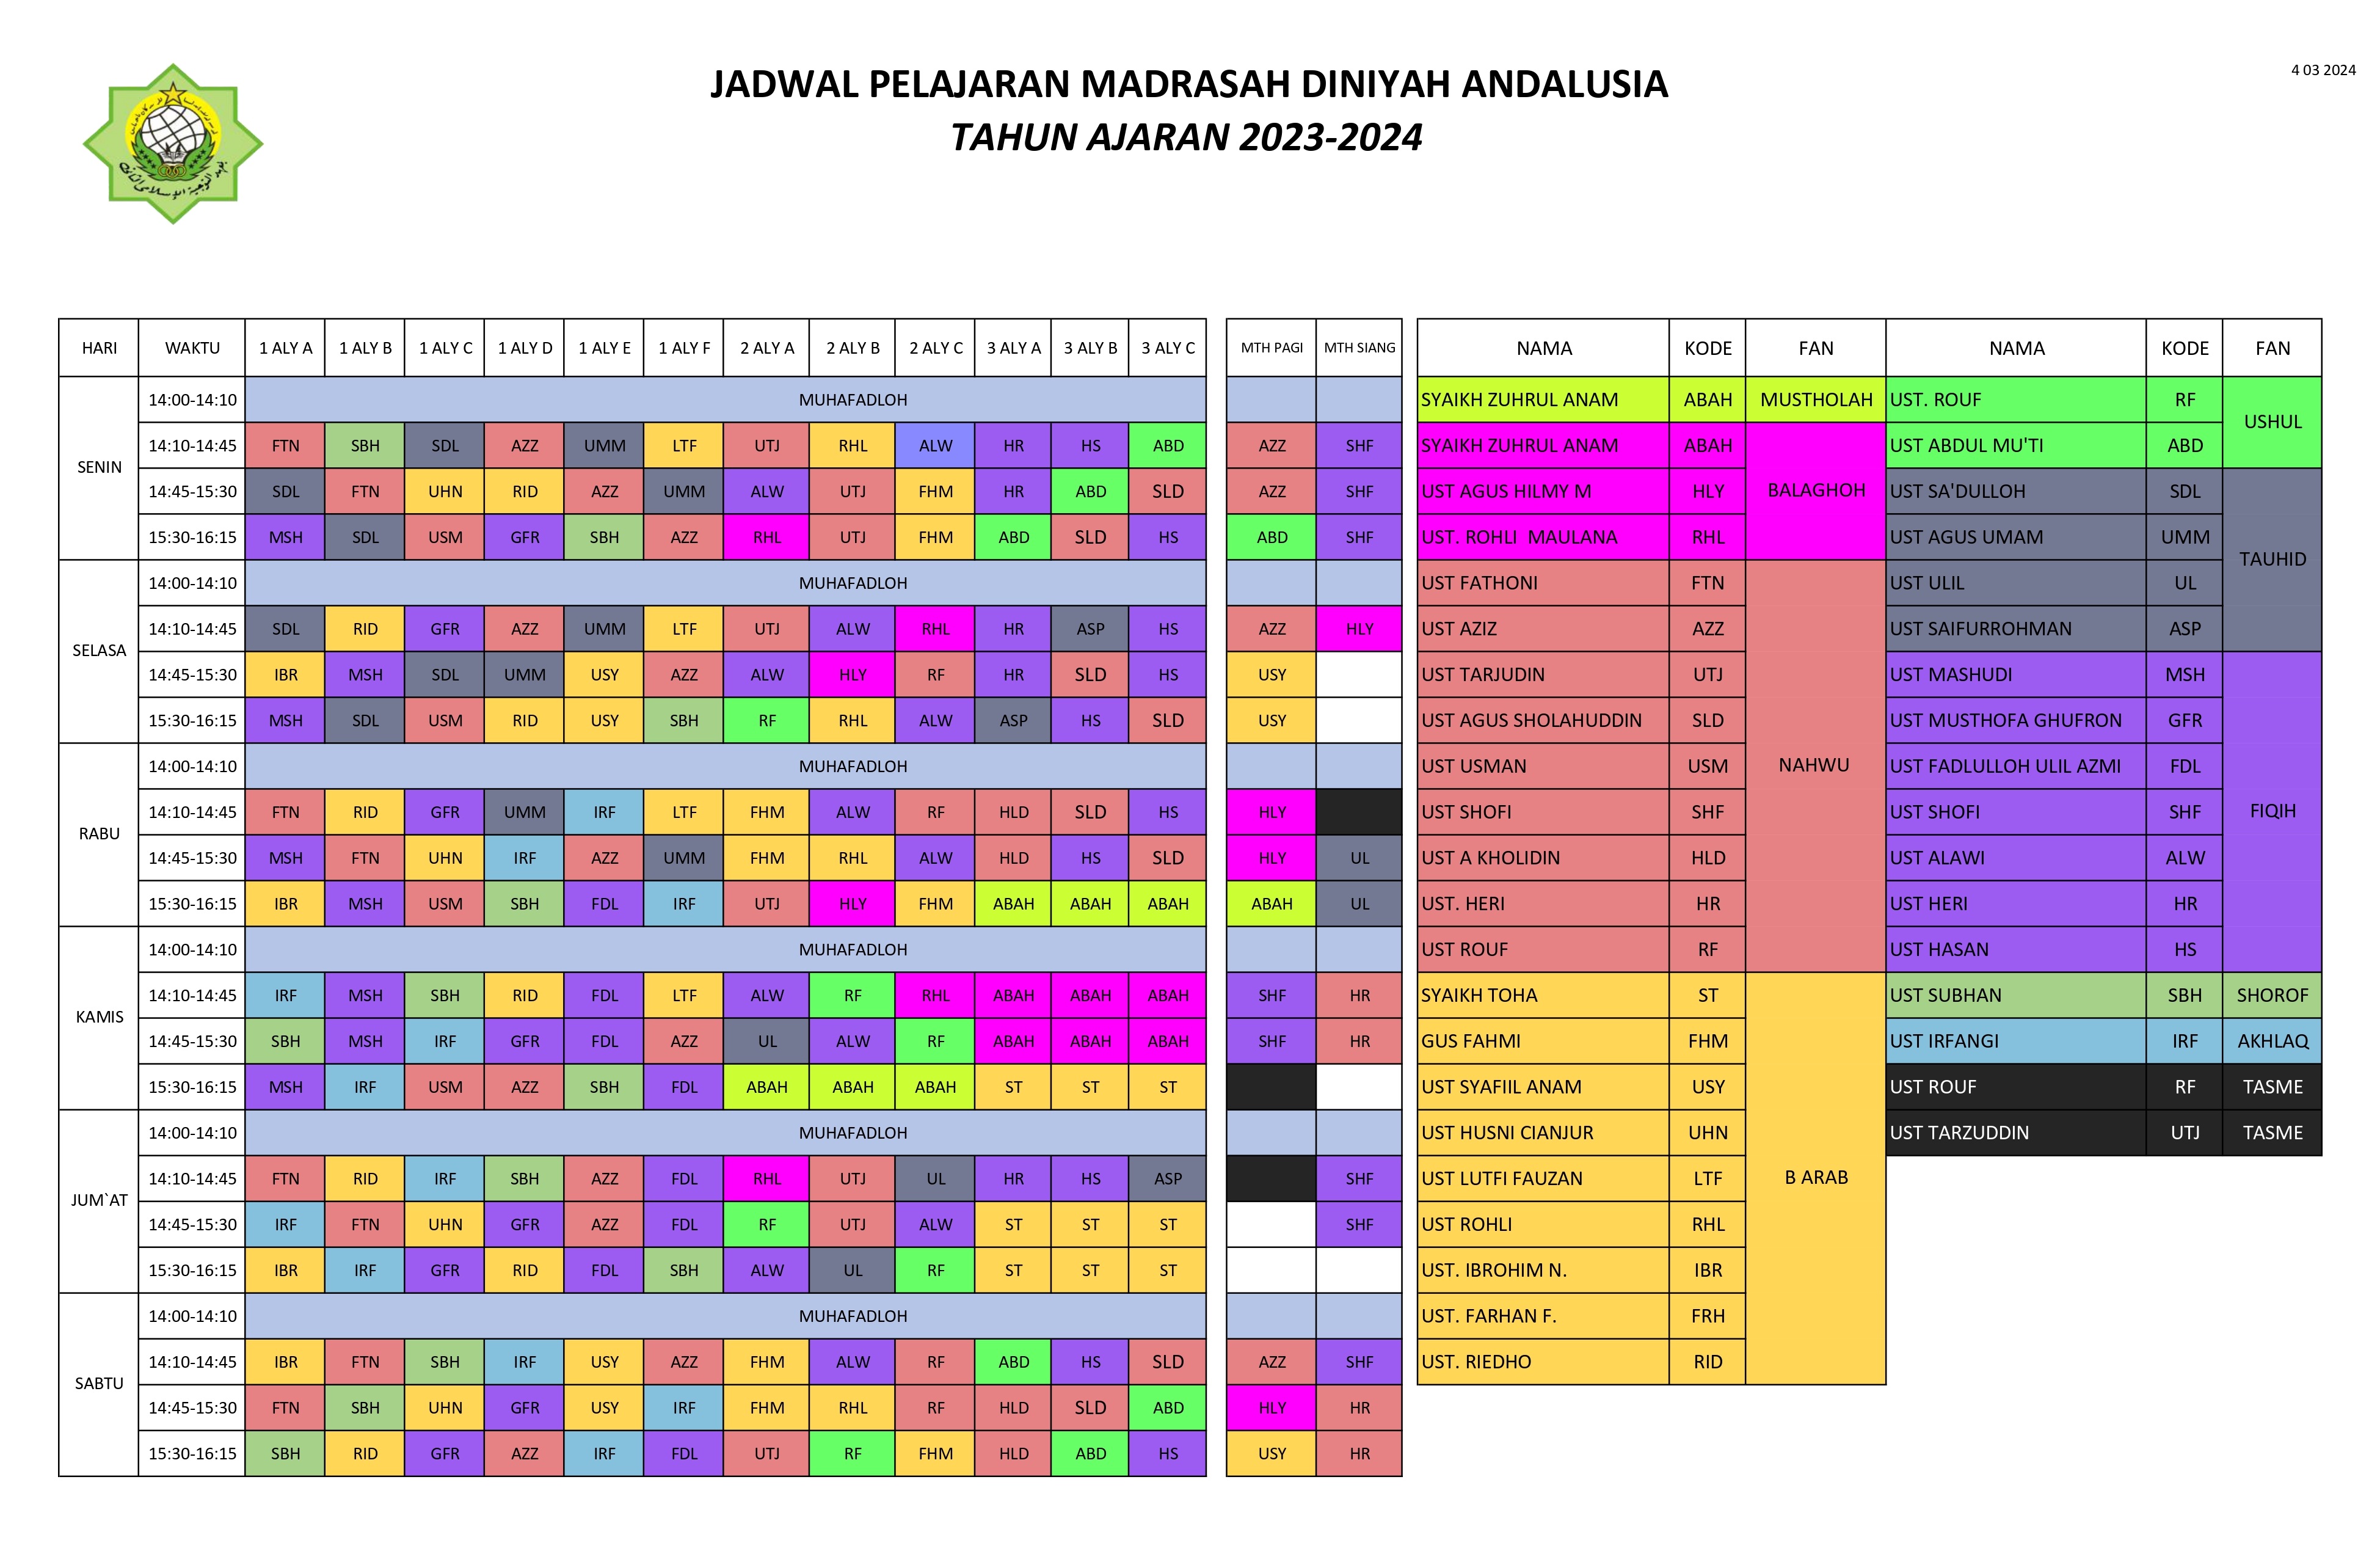 JADWAL PELAJARAN MADRASAH DINIYAH ANDALUSIA
TAHUN AJARAN 2023-2024
4 03 2024
HARI WAKTU 1 ALY A 1 ALY B 1 ALY C 1 ALY D 1 ALY E 1 ALY F 2 ALY A 2 ALY B 2 ALY C 3 ALY A 3 ALY B 3 ALY C MTH PAGI MTH SIANG
SENIN
14:00-14:10 MUHAFADLOH
14:10-14:45 FTN SBH SDL AZZ UMM LTF UTJ RHL ALW HR HS ABD AZZ SHF
14:45-15:30 SDL FTN UHN RID AZZ UMM ALW UTJ FHM HR ABD SLD AZZ SHF
15:30-16:15 MSH SDL USM GFR SBH AZZ RHL UTJ FHM ABD SLD HS ABD SHF
SELASA
14:00-14:10 MUHAFADLOH
14:10-14:45 SDL RID GFR AZZ UMM LTF UTJ ALW RHL HR ASP HS AZZ HLY
14:45-15:30 IBR MSH SDL UMM USY AZZ ALW HLY RF HR SLD HS USY
15:30-16:15 MSH SDL USM RID USY SBH RF RHL ALW ASP HS SLD USY
RABU
14:00-14:10 MUHAFADLOH
14:10-14:45 FTN RID GFR UMM IRF LTF FHM ALW RF HLD SLD HS HLY
14:45-15:30 MSH FTN UHN IRF AZZ UMM FHM RHL ALW HLD HS SLD HLY UL
15:30-16:15 IBR MSH USM SBH FDL IRF UTJ HLY FHM ABAH ABAH ABAH ABAH UL
KAMIS
14:00-14:10 MUHAFADLOH
14:10-14:45 IRF MSH SBH RID FDL LTF ALW RF RHL ABAH ABAH ABAH SHF HR
14:45-15:30 SBH MSH IRF GFR FDL AZZ UL ALW RF ABAH ABAH ABAH SHF HR
15:30-16:15 MSH IRF USM AZZ SBH FDL ABAH ABAH ABAH ST ST ST
JUM`AT
14:00-14:10 MUHAFADLOH
14:10-14:45 FTN RID IRF SBH AZZ FDL RHL UTJ UL HR HS ASP SHF
14:45-15:30 IRF FTN UHN GFR AZZ FDL RF UTJ ALW ST ST ST SHF
15:30-16:15 IBR IRF GFR RID FDL SBH ALW UL RF ST ST ST
SABTU
14:00-14:10 MUHAFADLOH
14:10-14:45 IBR FTN SBH IRF USY AZZ FHM ALW RF ABD HS SLD AZZ SHF
14:45-15:30 FTN SBH UHN GFR USY IRF FHM RHL RF HLD SLD ABD HLY HR
15:30-16:15 SBH RID GFR AZZ IRF FDL UTJ RF FHM HLD ABD HS USY HR
NAMA KODE FAN
SYAIKH ZUHRUL ANAM ABAH MUSTHOLAH
SYAIKH ZUHRUL ANAM ABAH
UST AGUS HILMY M HLY BALAGHOH
UST. ROHLI MAULANA RHL
UST FATHONI FTN
UST AZIZ AZZ
UST TARJUDIN UTJ
UST AGUS SHOLAHUDDIN SLD
UST USMAN USM NAHWU
UST SHOFI SHF
UST A KHOLIDIN HLD
UST. HERI HR
UST ROUF RF
SYAIKH TOHA ST
GUS FAHMI FHM
UST SYAFIIL ANAM USY
UST HUSNI CIANJUR UHN
UST LUTFI FAUZAN LTF B ARAB
UST ROHLI RHL
UST. IBROHIM N. IBR
UST. FARHAN F. FRH
UST. RIEDHO RID
NAMA KODE FAN
UST. ROUF RF
USHUL
UST ABDUL MU'TI ABD
UST SA'DULLOH SDL
UST AGUS UMAM UMM
TAUHID
UST ULIL UL
UST SAIFURROHMAN ASP
UST MASHUDI MSH
UST MUSTHOFA GHUFRON GFR
UST FADLULLOH ULIL AZMI FDL
UST SHOFI SHF FIQIH
UST ALAWI ALW
UST HERI HR
UST HASAN HS
UST SUBHAN SBH SHOROF
UST IRFANGI IRF AKHLAQ
UST ROUF RF TASME
UST TARZUDDIN UTJ TASME